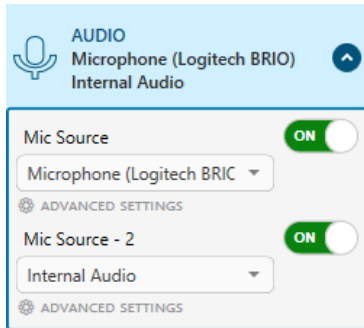 AUDIO
Microphone (Logitech BRIO)
Internal Audio
Mic Source
ON
Microphone (Logitech BRIC
ADVANCED SETTINGS
Mic Source - 2
ON
Internal Audio
ADVANCED SETTINGS